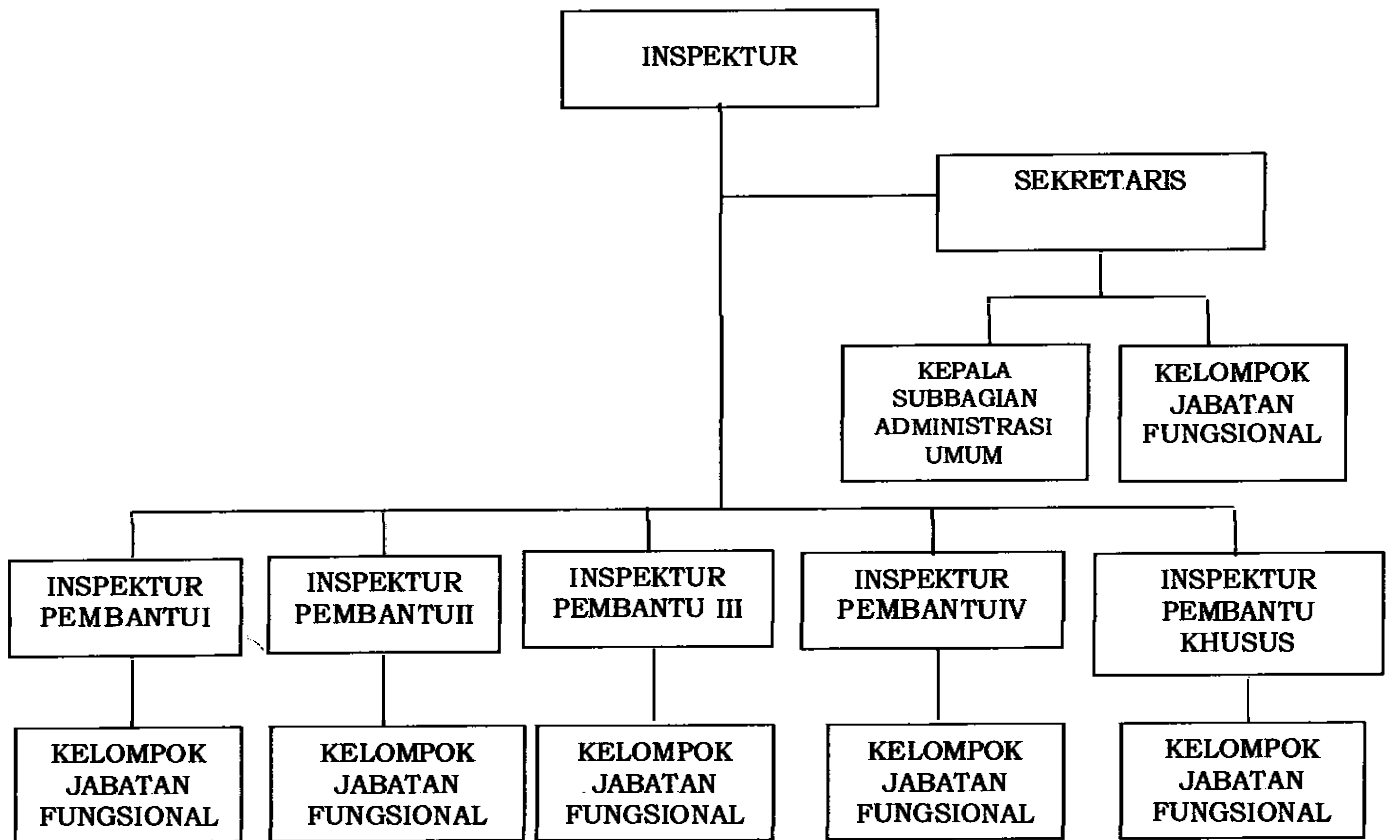 INSPEKTUR
SEKRETARIS
KEPALA
SUBBAGIAN
ADMINISTRASI
UMUM
KELOMPOK
JABATAN
FUNGSIONAL
INSPEKTUR
PEMBANTUI
INSPEKTUR
PEMBANTUII
INSPEKTUR
PEMBANTU III
INSPEKTUR
PEMBANTUIV
INSPEKTUR
PEMBANTU
KHUSUS
KELOMPOK
JABATAN
FUNGSIONAL
KELOMPOK
JABATAN
FUNGSIONAL
KELOMPOK
JABATAN
FUNGSIONAL
KELOMPOK
JABATAN
FUNGSIONAL
KELOMPOK
JABATAN
FUNGSIONAL